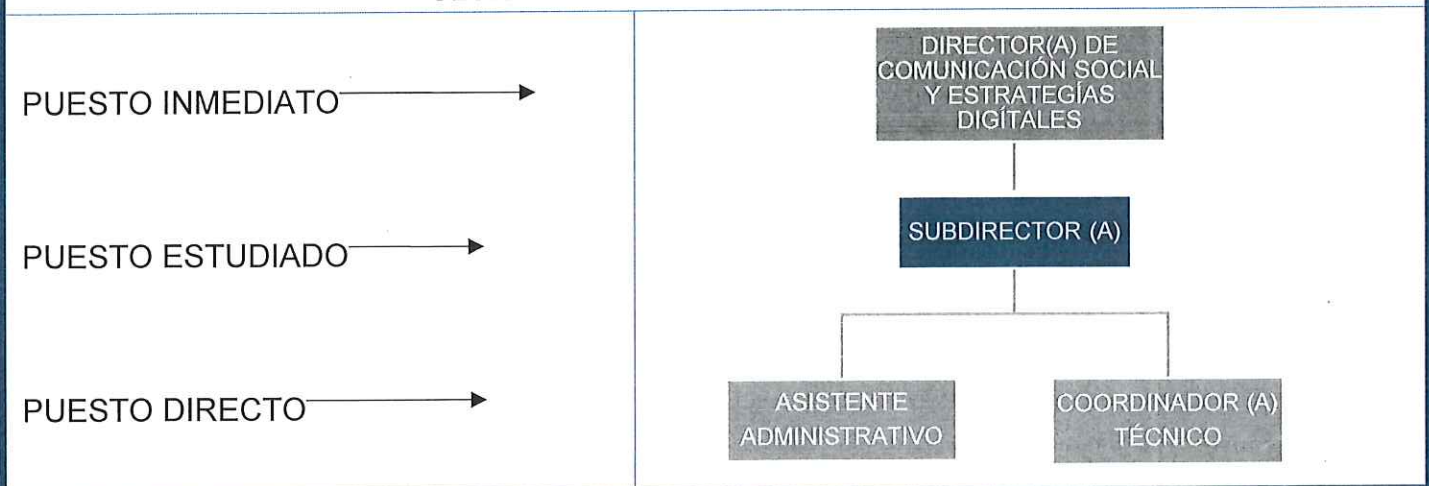 PUESTO INMEDIATO
DIRECTOR(A) DE
COMUNICACIÓN SOCIAL
Y ESTRATEGÍAS
DIGÍTALES
PUESTO ESTUDIADO
SUBDIRECTOR (A)
PUESTO DIRECTO
ASISTENTE
ADMINISTRATIVO
COORDINADOR (A)
TÉCNICO